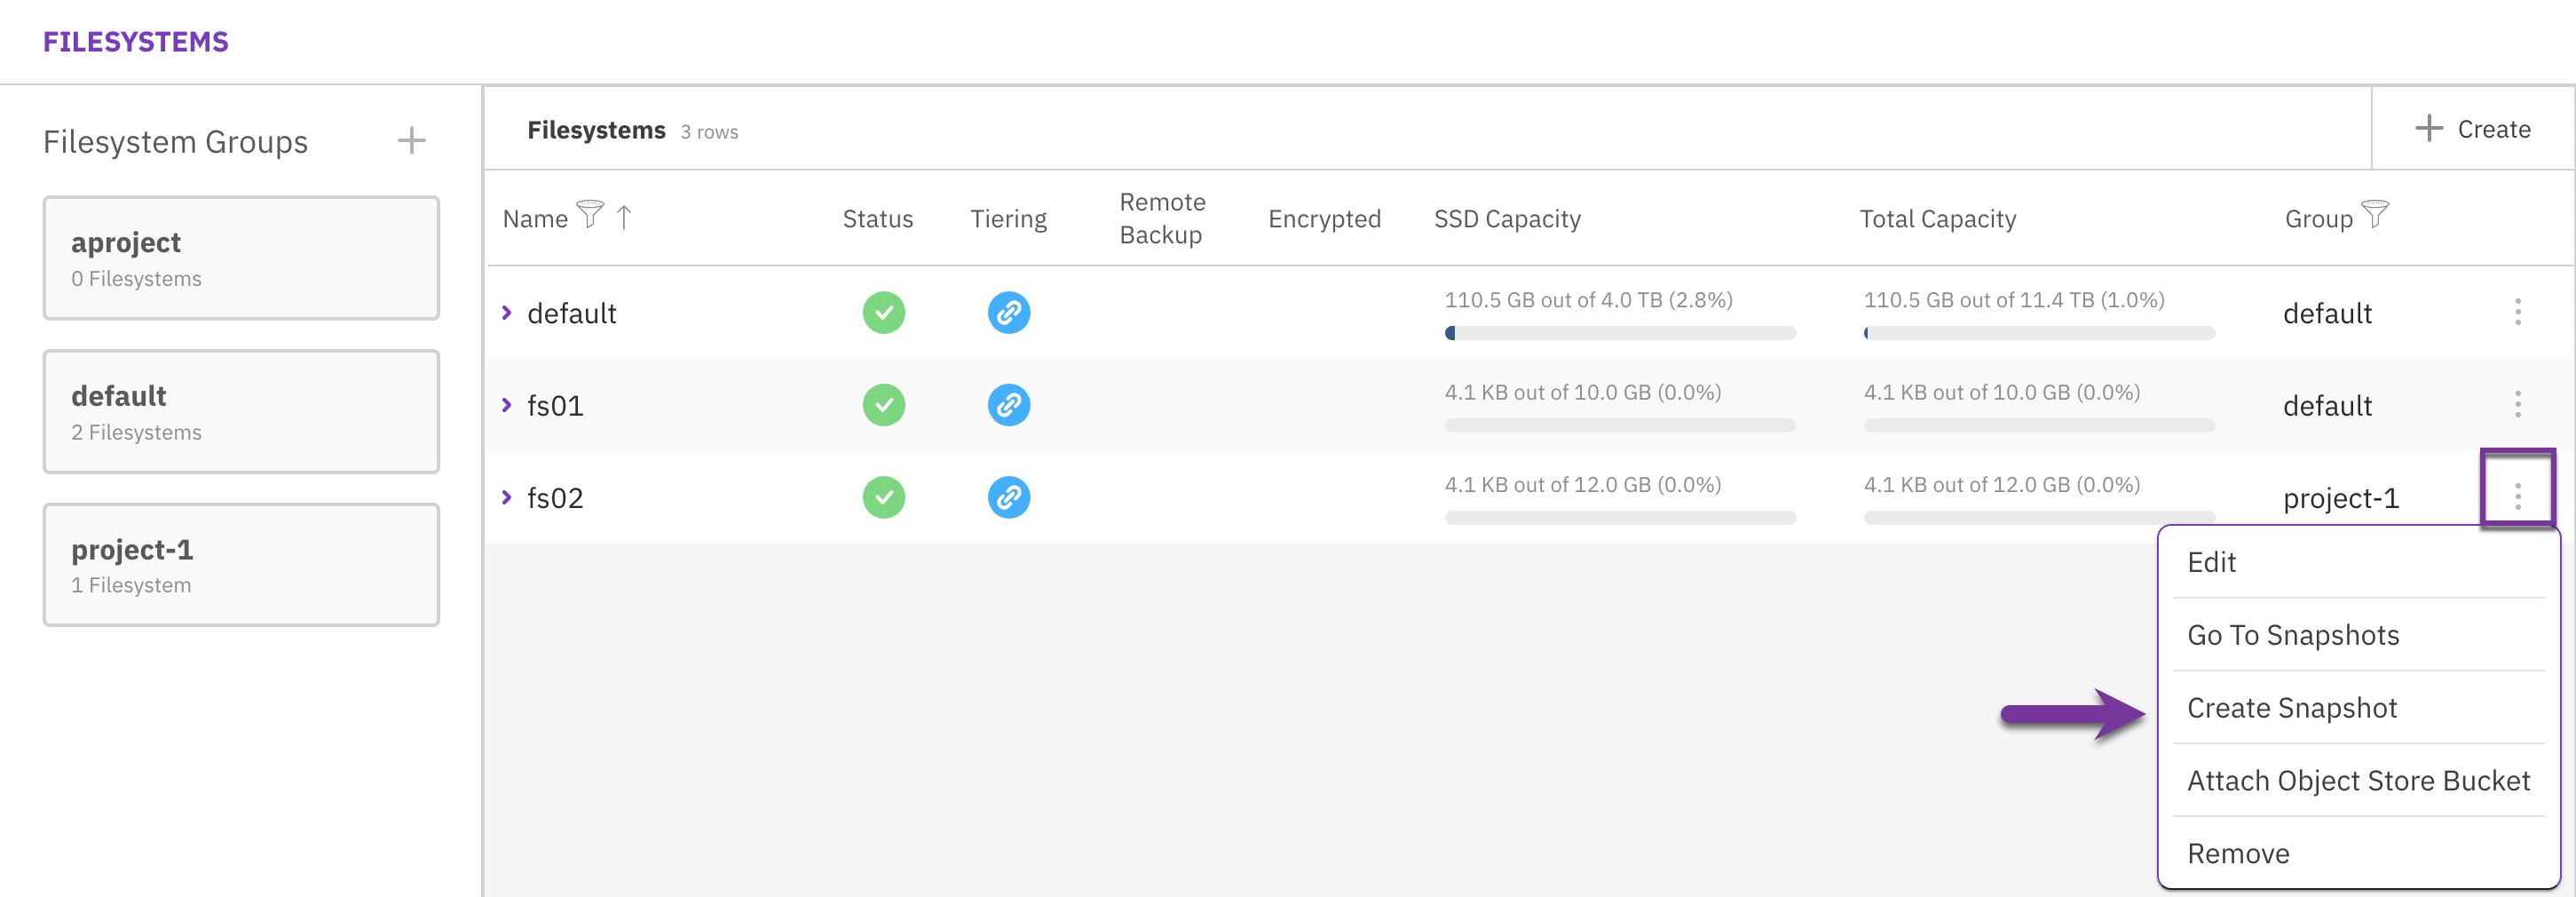 FILESYSTEMS
Filesystem Groups
aproject
0 Filesystems
default
2 Filesystems
project-1
1 Filesystem
Filesystems 3 rows
Create
Name Status Tiering Remote Backup Encrypted SSD Capacity Total Capacity Group
default 110.5 GB out of 4.0 TB (2.8%) 110.5 GB out of 11.4 TB (1.0%) default
fs01 4.1 KB out of 10.0 GB (0.0%) 4.1 KB out of 10.0 GB (0.0%) default
fs02 4.1 KB out of 12.0 GB (0.0%) 4.1 KB out of 12.0 GB (0.0%) project-1
Edit
Go To Snapshots
Create Snapshot
Attach Object Store Bucket
Remove